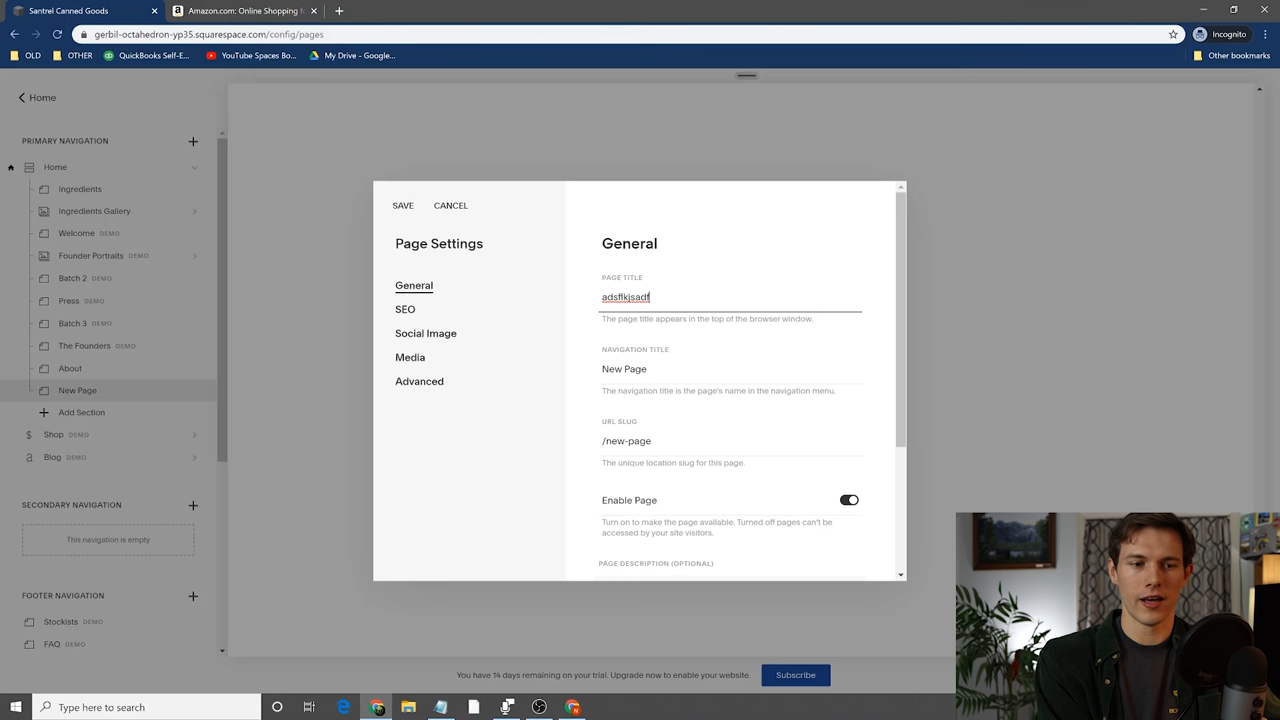 Santrel Candel Goods
Amazon.com: Online Shopping f
gerbil-octahedron-yp35.squarespace.com/config/pages
Incognito
OLD
OTHER
QuickBooks Self-E...
YouTube Spaces Bo...
My Drive - Google...
Other bookmarks
Home
PRIMARY NAVIGATION
Home
Ingredients
Ingredients Gallery
Welcome DEMO
Founder Portraits DEMO
Batch 2 DEMO
Press DEMO
Batch 3 DEMO
The Founders DEMO
About
New Page
Add Section
$ Shop DEMO
a Blog DEMO
SECONDARY NAVIGATION
This navigation is empty
FOOTER NAVIGATION
Stockists DEMO
FAQ DEMO
SAVE CANCEL
Page Settings
General
SEO
Social Image
Media
Advanced
General
PAGE TITLE
adsflkjsadf
The page title appears in the top of the browser window.
NAVIGATION TITLE
New Page
The navigation title is the page's name in the navigation menu.
URL SLUG
/new-page
The unique location slug for this page.
Enable Page
Turn on to make the page available. Turned off pages can't be
accessed by your site visitors.
PAGE DESCRIPTION (OPTIONAL)
You have 14 days remaining on your trial. Upgrade now to enable your website.
Subscribe
Type here to search